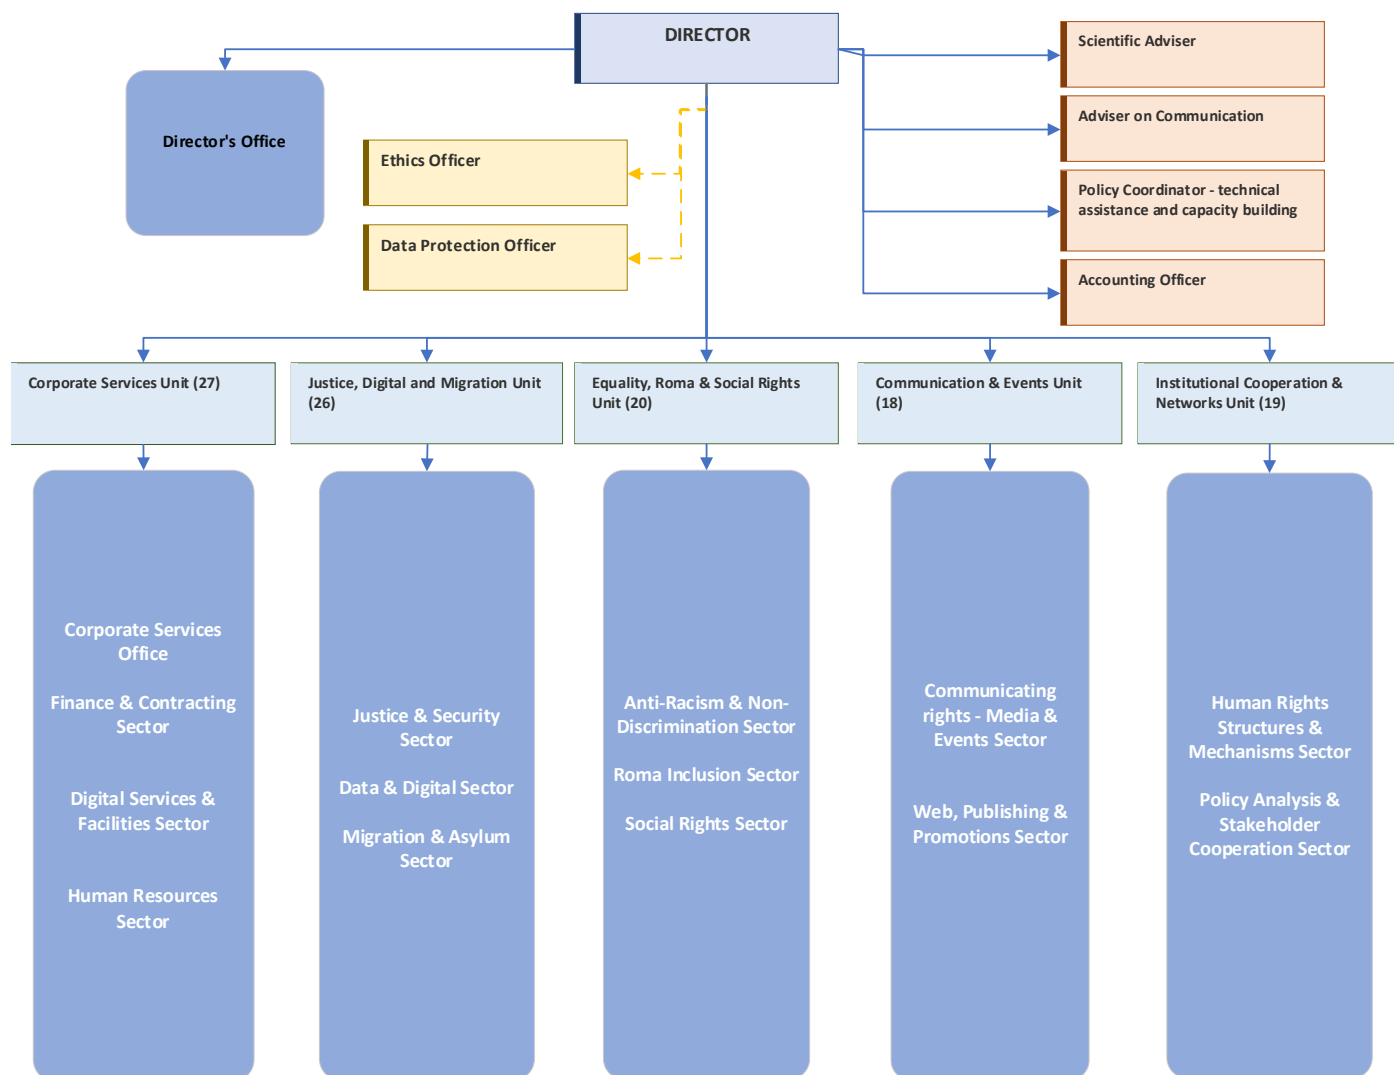 DIRECTOR
Scientific Adviser
Adviser on Communication
Director's Office
Ethics Officer
Policy Coordinator - technical
assistance and capacity building
Data Protection Officer
Accounting Officer
Corporate Services Unit (27)
Justice, Digital and Migration Unit
(26)
Equality, Roma & Social Rights
Unit (20)
Communication & Events Unit
(18)
Institutional Cooperation &
Networks Unit (19)
Corporate Services
Office
Finance & Contracting
Sector
Digital Services &
Facilities Sector
Human Resources
Sector
Justice & Security
Sector
Data & Digital Sector
Migration & Asylum
Sector
Anti-Racism & Non-
Discrimination Sector
Roma Inclusion Sector
Social Rights Sector
Communicating
rights - Media &
Events Sector
Web, Publishing &
Promotions Sector
Human Rights
Structures &
Mechanisms Sector
Policy Analysis &
Stakeholder
Cooperation Sector